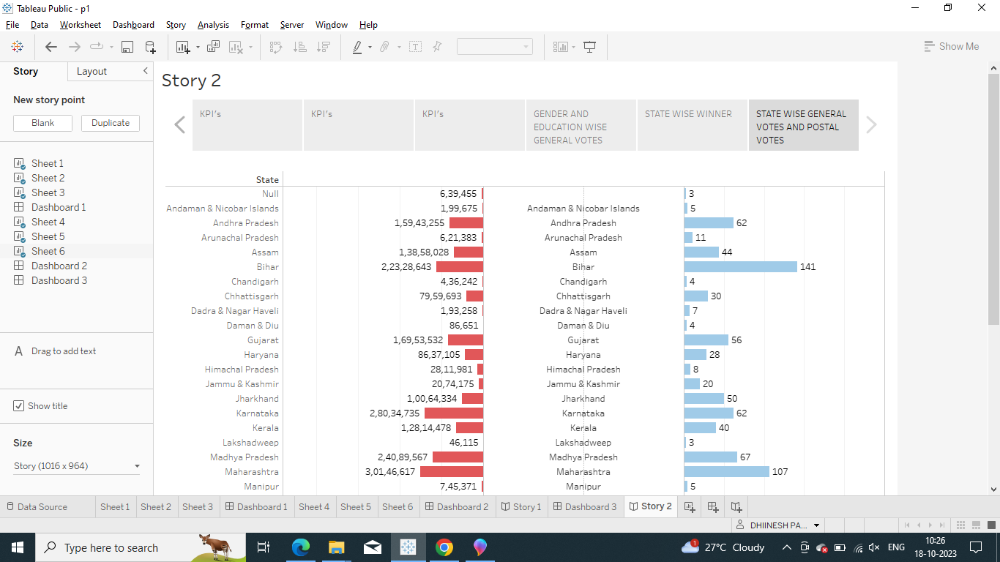 Tableau Public - p1
File Data Worksheet Dashboard Story Analysis Format Server Window Help
Show Me
Story Layout
New story point
Blank Duplicate
Sheet 1
Sheet 2
Sheet 3
Dashboard 1
Sheet 4
Sheet 5
Sheet 6
Dashboard 2
Dashboard 3
A Drag to add text
Show title
Size
Story (1016 x 964)
Story 2
KPI's
KPI's
KPI's
GENDER AND
EDUCATION WISE
GENERAL VOTES
STATE WISE WINNER
STATE WISE GENERAL
VOTES AND POSTAL
VOTES
State
Null 6,39,455 3
Andaman & Nicobar Islands 1,99,675 Andaman & Nicobar Islands 5
Andhra Pradesh 1,59,43,255 Andhra Pradesh 62
Arunachal Pradesh 6,21,383 Arunachal Pradesh 11
Assam 1,38,58,028 Assam 44
Bihar 2,23,28,643 Bihar 141
Chandigarh 4,36,242 Chandigarh 4
Chhattisgarh 79,59,693 Chhattisgarh 30
Dadra & Nagar Haveli 1,93,258 Dadra & Nagar Haveli 7
Daman & Diu 86,651 Daman & Diu 4
Gujarat 1,69,53,532 Gujarat 56
Haryana 86,37,105 Haryana 28
Himachal Pradesh 28,11,981 Himachal Pradesh 8
Jammu & Kashmir 20,74,175 Jammu & Kashmir 20
Jharkhand 1,00,64,334 Jharkhand 50
Karnataka 2,80,34,735 Karnataka 62
Kerala 1,28,14,478 Kerala 40
Lakshadweep 46,115 Lakshadweep 3
Madhya Pradesh 2,40,89,567 Madhya Pradesh 67
Maharashtra 3,01,46,617 Maharashtra 107
Manipur 7,45,371 Manipur 5
Data Source Sheet 1 Sheet 2 Sheet 3 Dashboard 1 Sheet 4 Sheet 5 Sheet 6 Dashboard 2 Story 1 Dashboard 3 Story 2
DHINESH PA...
Type here to search
27°C Cloudy
ENG
10:26
18-10-2023